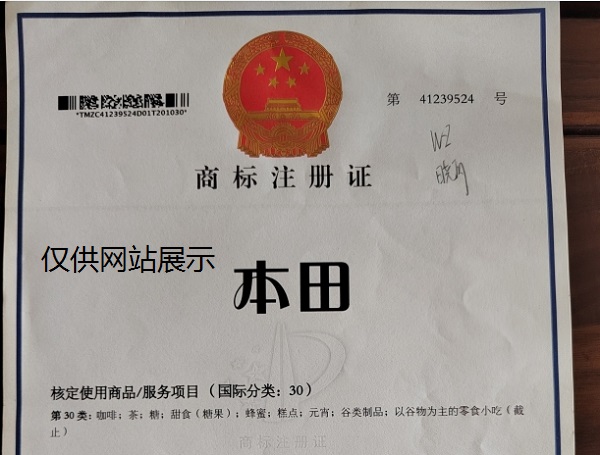 *TMZC41239524D01T201030*
第 41239524 号
商标注册证
仅供网站展示
本田
核定使用商品/服务项目（国际分类：30）
第 30 类：咖啡；茶；糖；甜食（糖果）；蜂蜜；糕点；元宵；谷类制品；以谷物为主的零食小吃（截
止）
商标注册证